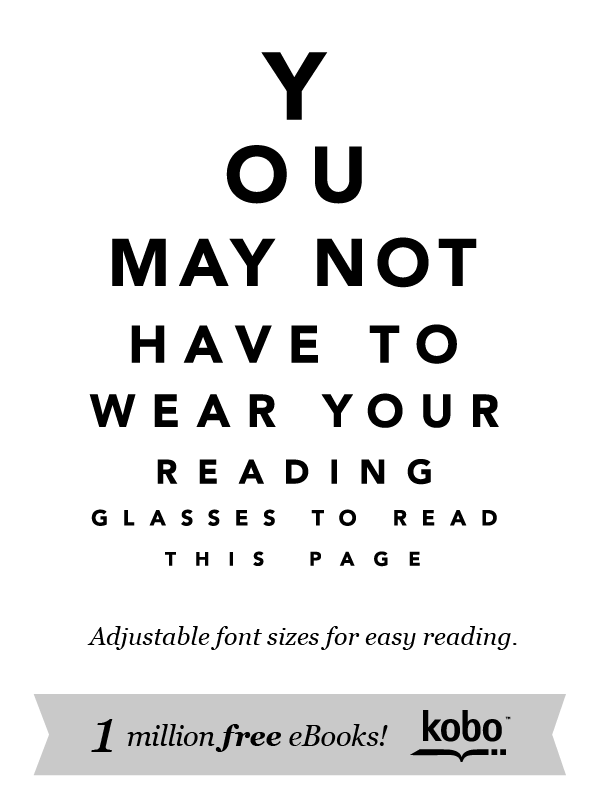 Y
OU
MAY NOT
HAVE TO
WEAR YOUR
READING
GLASSES TO READ
THIS PAGE
Adjustable font sizes for easy reading.
1 million free eBooks! kobo™